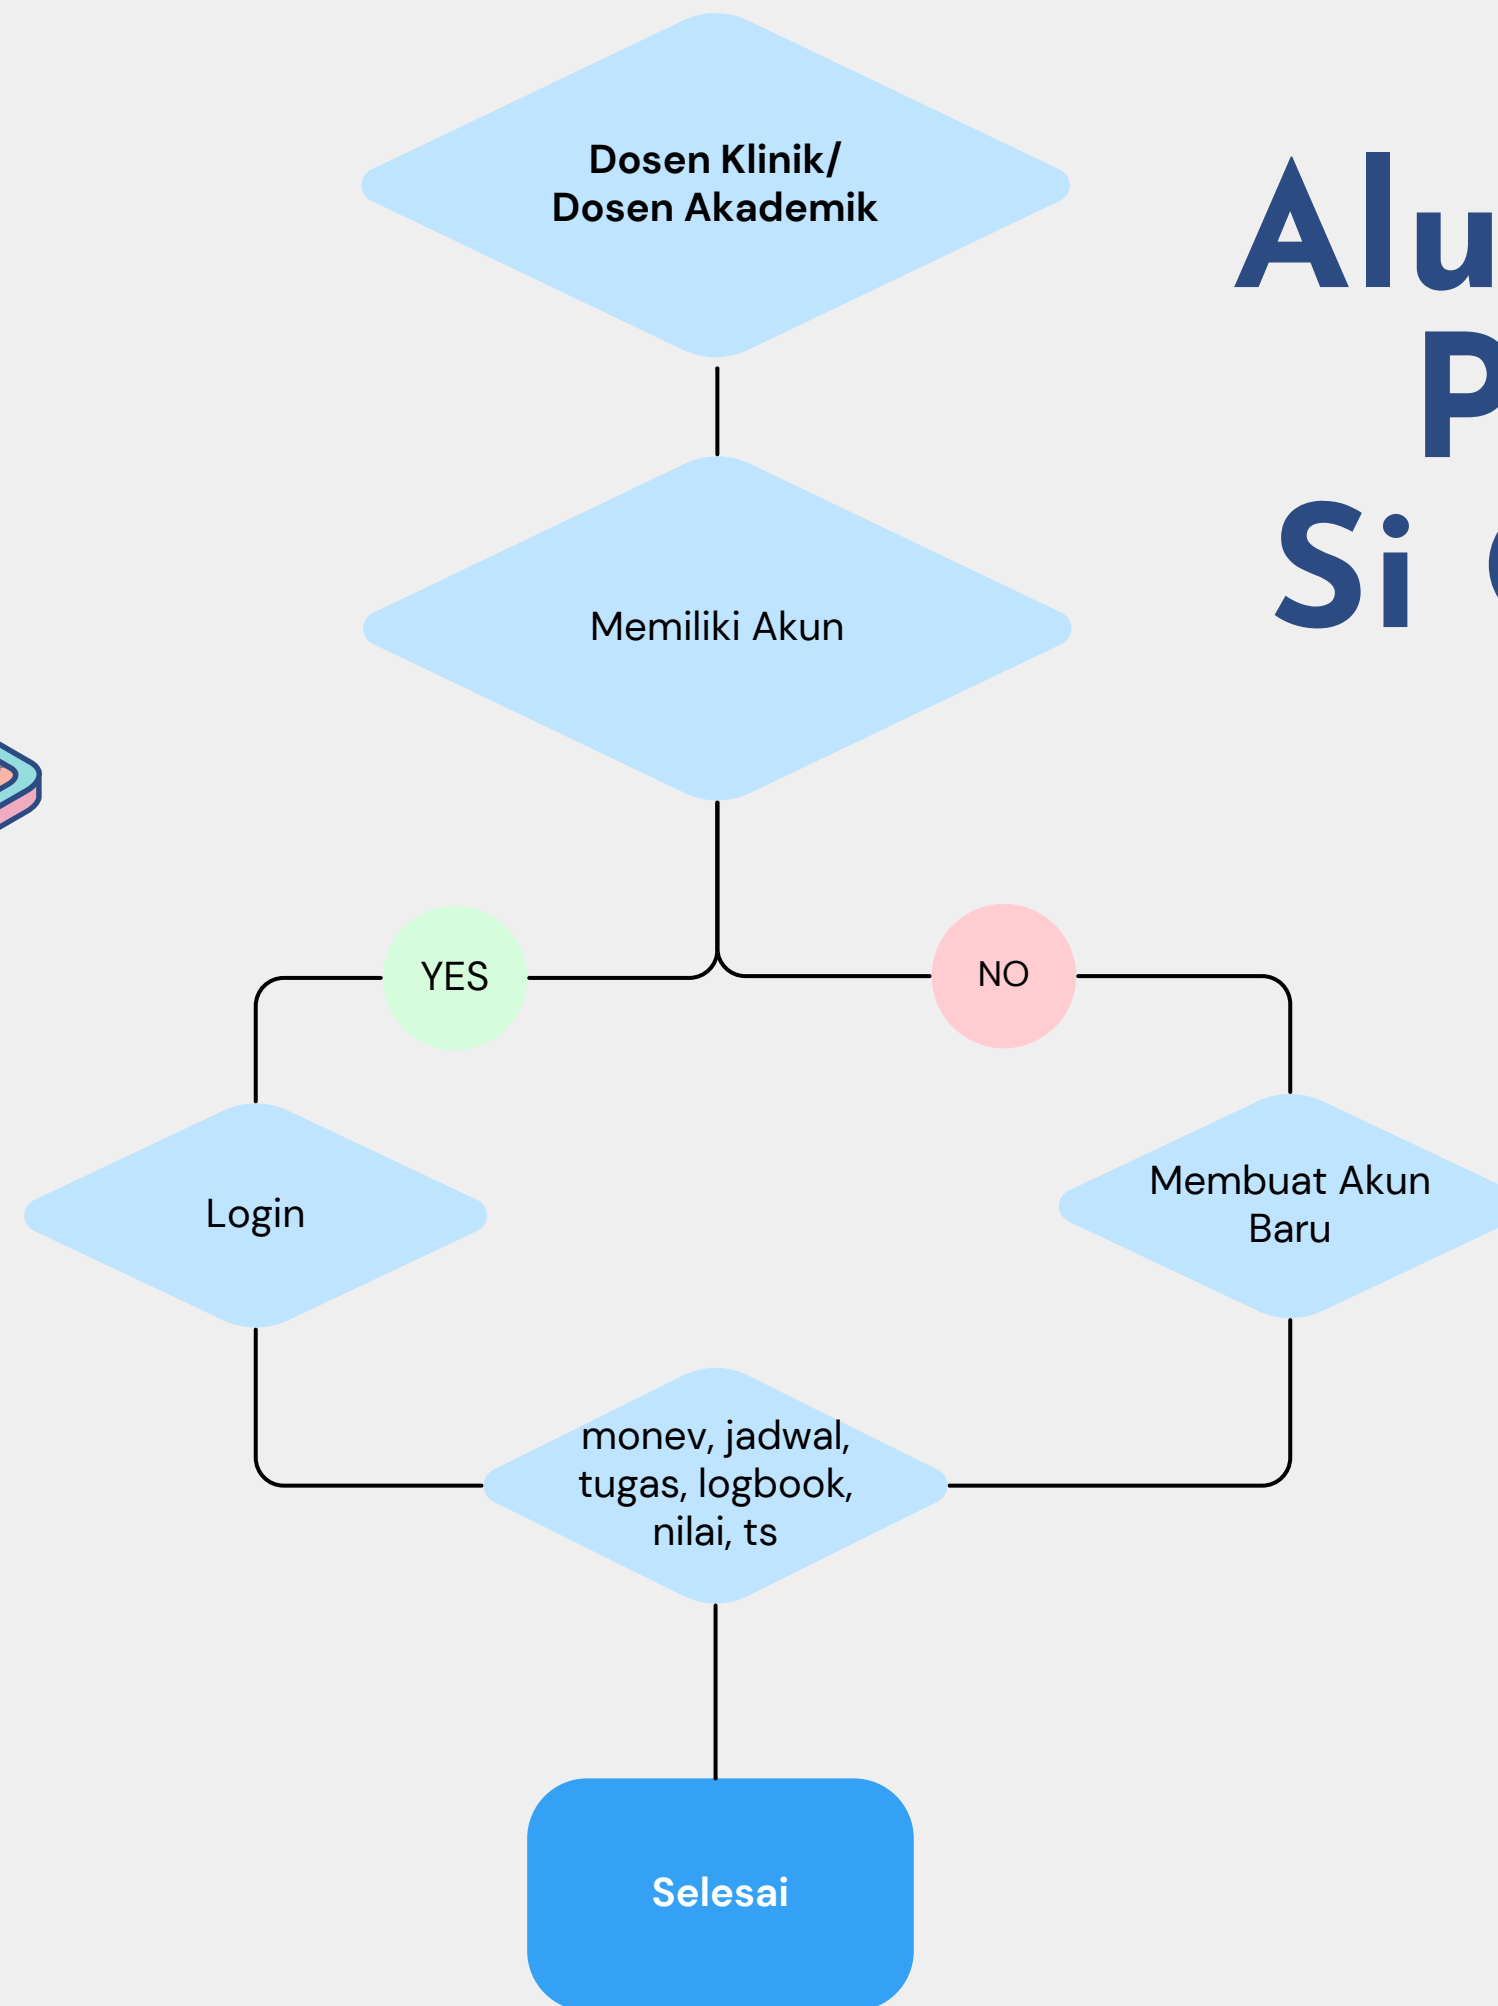 Dosen Klinik/
Dosen Akademik
Memiliki Akun
YES
NO
Login
Membuat Akun
Baru
monev, jadwal,
tugas, logbook,
nilai, ts
Selesai
Si